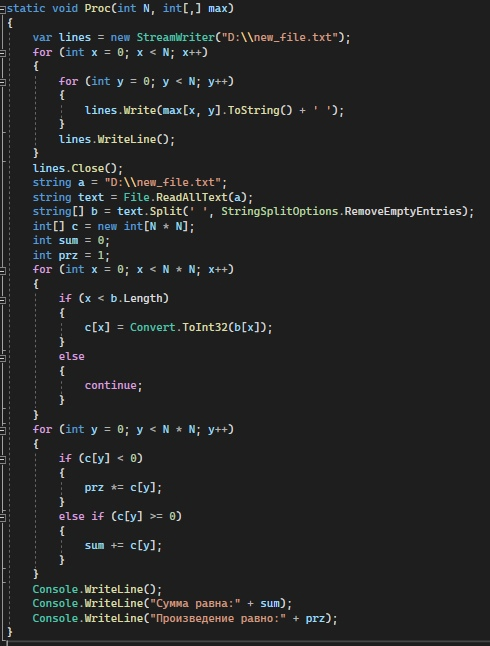 static void Proc(int N, int[,] max)
{
var lines = new StreamWriter("D:\\new_file.txt");
for (int x = 0; x < N; x++)
{
for (int y = 0; y < N; y++)
{
lines.Write(max[x, y].ToString() + ' ');
}
lines.WriteLine();
}
lines.Close();
string a = "D:\\new_file.txt";
string text = File.ReadAllText(a);
string[] b = text.Split(' ', StringSplitOptions.RemoveEmptyEntries);
int[] c = new int[N * N];
int sum = 0;
int prz = 1;
for (int x = 0; x < N * N; x++)
{
if (x < b.Length)
{
c[x] = Convert.ToInt32(b[x]);
}
else
{
continue;
}
}
for (int y = 0; y < N * N; y++)
{
if (c[y] < 0)
{
prz *= c[y];
}
else if (c[y] >= 0)
{
sum += c[y];
}
}
Console.WriteLine();
Console.WriteLine("Сумма равна:" + sum);
Console.WriteLine("Произведение равно:" + prz);
}